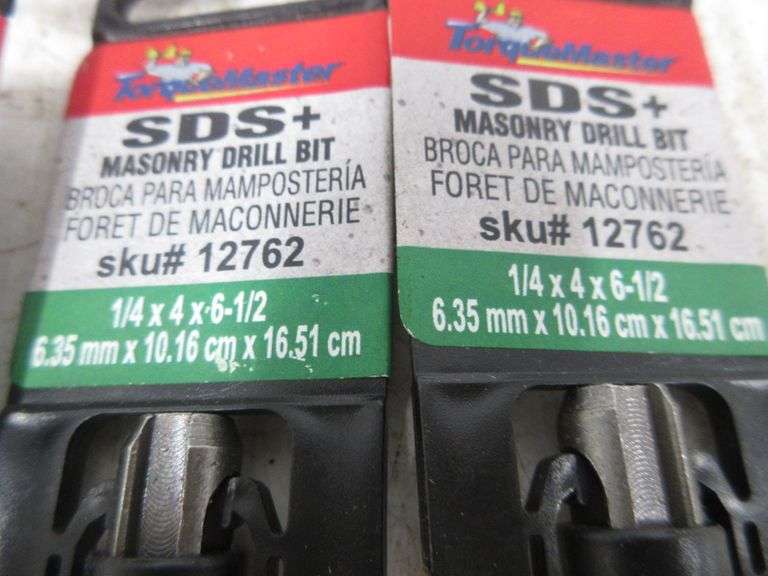 TorqueMaster
SDS+
MASONRY DRILL BIT
BROCA PARA MAMPOSTERÍA
FORET DE MACONNERIE
sku# 12762
1/4 x 4 x 6-1/2
6.35 mm x 10.16 cm x 16.51 cm
TorqueMaster
SDS+
MASONRY DRILL BIT
BROCA PARA MAMPOSTERÍA
FORET DE MACONNERIE
sku# 12762
1/4 x 4 x 6-1/2
6.35 mm x 10.16 cm x 16.51 cm